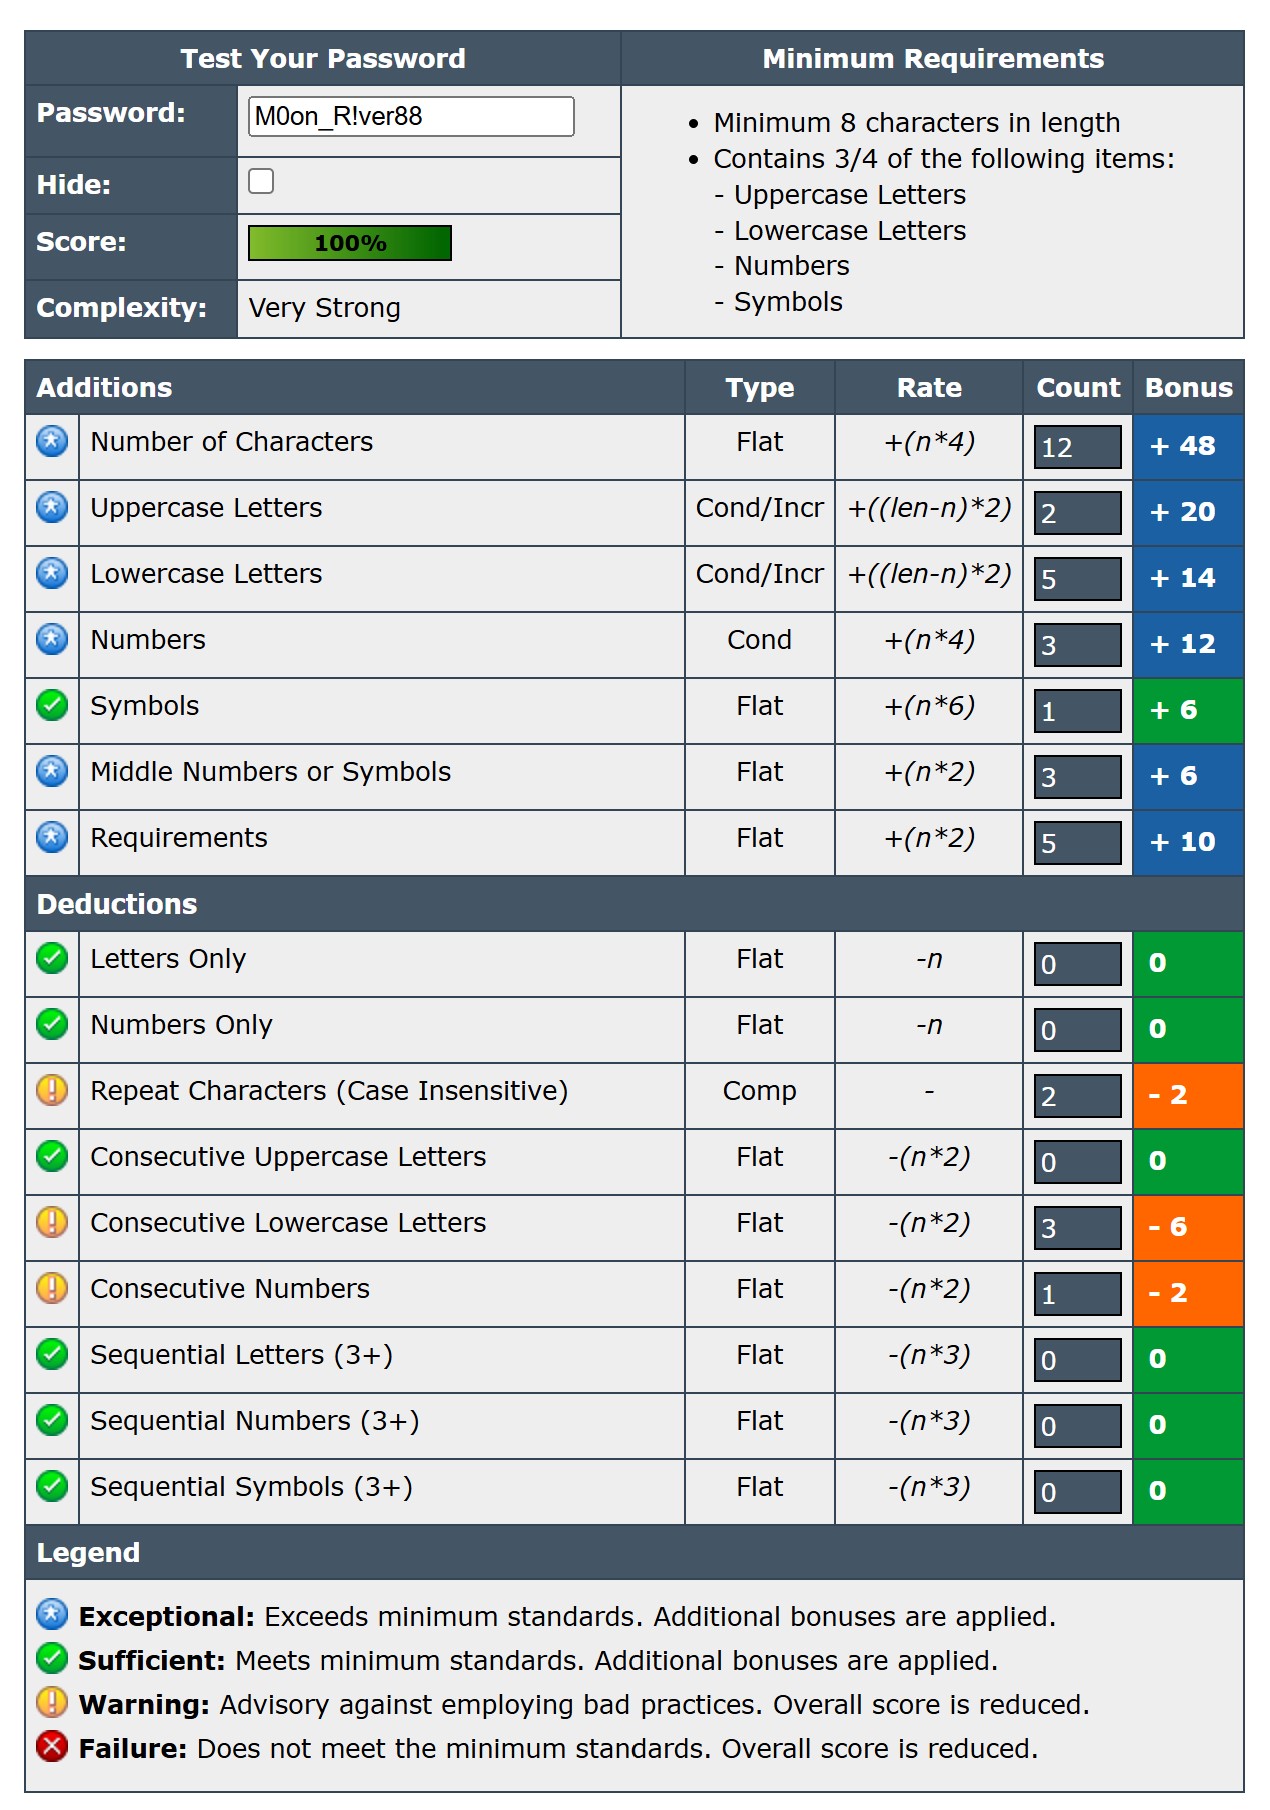 Test Your Password
Minimum Requirements
Password: M0on_R!ver88
Hide:
Score: 100%
Complexity: Very Strong
• Minimum 8 characters in length
• Contains 3/4 of the following items:
- Uppercase Letters
- Lowercase Letters
- Numbers
- Symbols
Additions Type Rate Count Bonus
Number of Characters Flat +(n*4) 12 + 48
Uppercase Letters Cond/Incr +((len-n)*2) 2 + 20
Lowercase Letters Cond/Incr +((len-n)*2) 5 + 14
Numbers Cond +(n*4) 3 + 12
Symbols Flat +(n*6) 1 + 6
Middle Numbers or Symbols Flat +(n*2) 3 + 6
Requirements Flat +(n*2) 5 + 10
Deductions
Letters Only Flat -n 0 0
Numbers Only Flat -n 0 0
Repeat Characters (Case Insensitive) Comp - 2 - 2
Consecutive Uppercase Letters Flat -(n*2) 0 0
Consecutive Lowercase Letters Flat -(n*2) 3 - 6
Consecutive Numbers Flat -(n*2) 1 - 2
Sequential Letters (3+) Flat -(n*3) 0 0
Sequential Numbers (3+) Flat -(n*3) 0 0
Sequential Symbols (3+) Flat -(n*3) 0 0
Legend
Exceptional: Exceeds minimum standards. Additional bonuses are applied.
Sufficient: Meets minimum standards. Additional bonuses are applied.
Warning: Advisory against employing bad practices. Overall score is reduced.
Failure: Does not meet the minimum standards. Overall score is reduced.